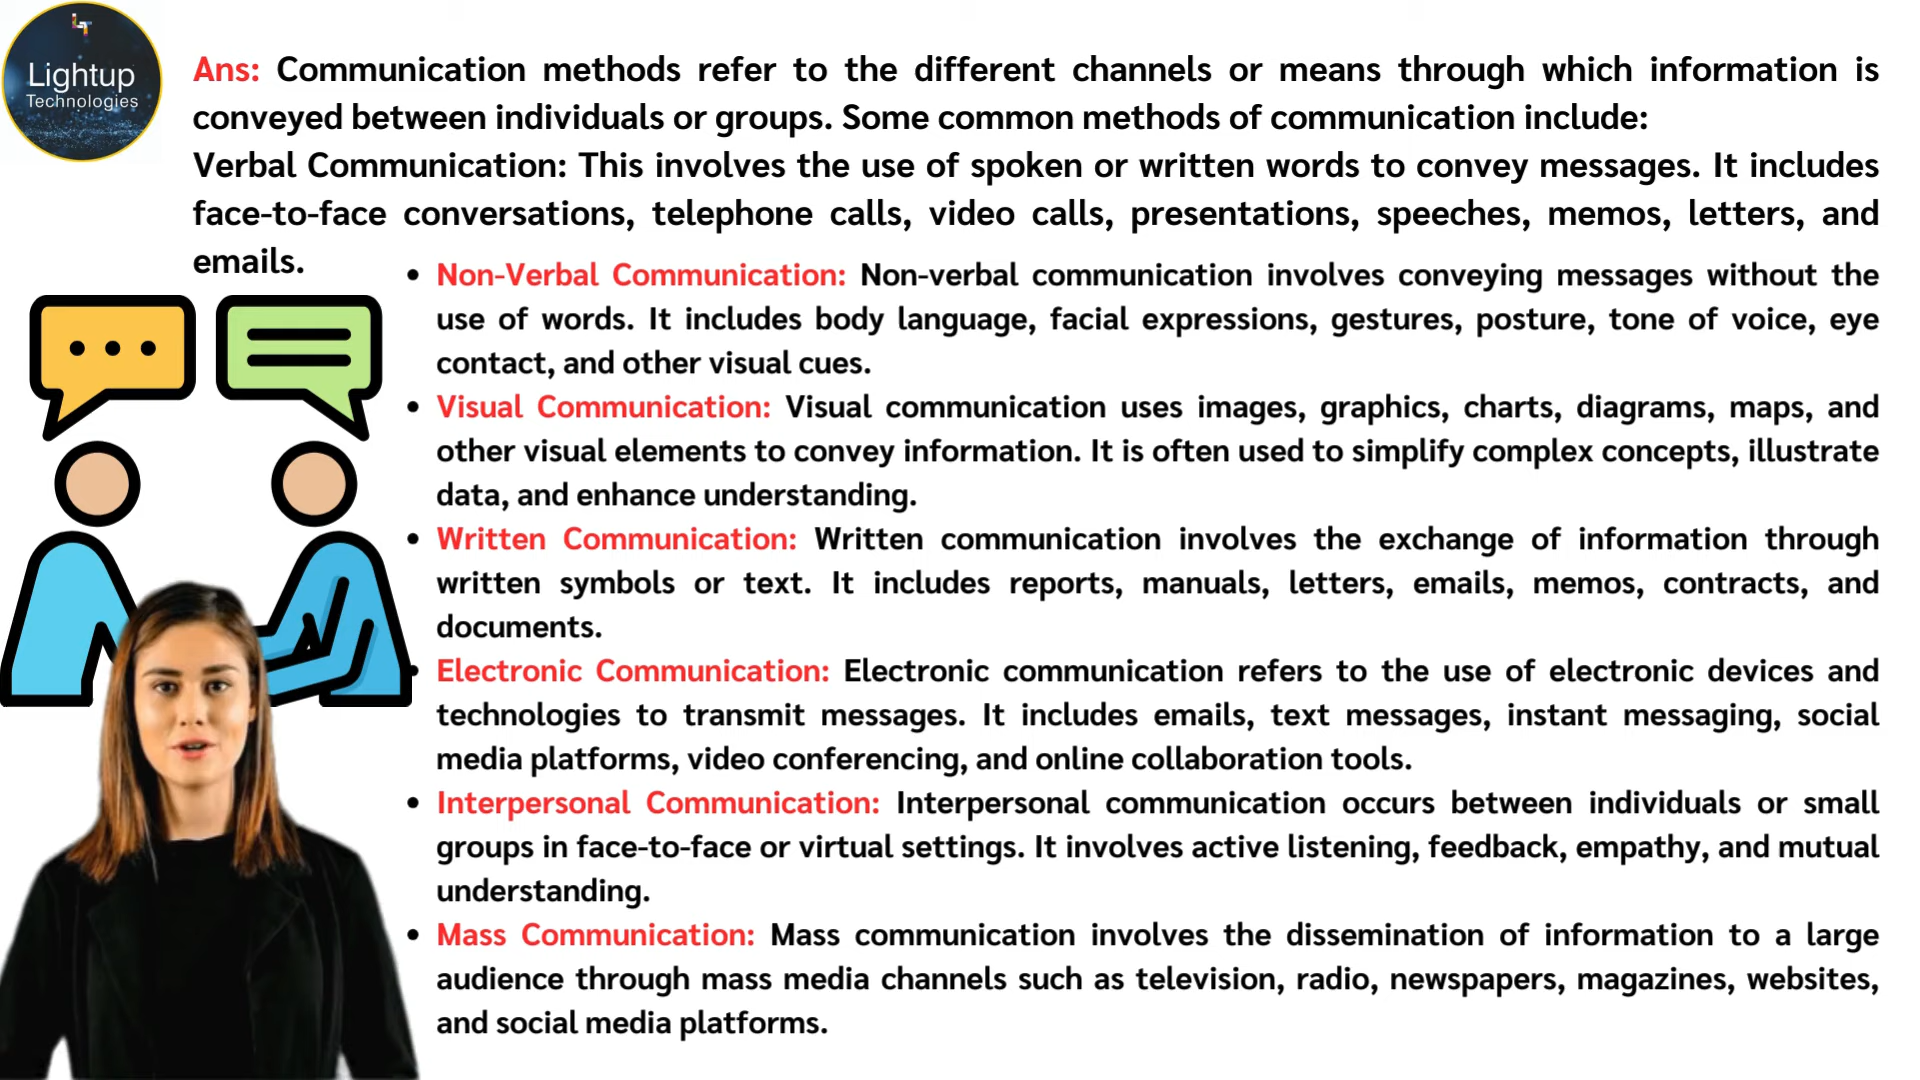 Lightup
Technologies
Ans: Communication methods refer to the different channels or means through which information is
conveyed between individuals or groups. Some common methods of communication include:
Verbal Communication: This involves the use of spoken or written words to convey messages. It includes
face-to-face conversations, telephone calls, video calls, presentations, speeches, memos, letters, and
emails.
• Non-Verbal Communication: Non-verbal communication involves conveying messages without the
use of words. It includes body language, facial expressions, gestures, posture, tone of voice, eye
contact, and other visual cues.
• Visual Communication: Visual communication uses images, graphics, charts, diagrams, maps, and
other visual elements to convey information. It is often used to simplify complex concepts, illustrate
data, and enhance understanding.
• Written Communication: Written communication involves the exchange of information through
written symbols or text. It includes reports, manuals, letters, emails, memos, contracts, and
documents.
• Electronic Communication: Electronic communication refers to the use of electronic devices and
technologies to transmit messages. It includes emails, text messages, instant messaging, social
media platforms, video conferencing, and online collaboration tools.
• Interpersonal Communication: Interpersonal communication occurs between individuals or small
groups in face-to-face or virtual settings. It involves active listening, feedback, empathy, and mutual
understanding.
• Mass Communication: Mass communication involves the dissemination of information to a large
audience through mass media channels such as television, radio, newspapers, magazines, websites,
and social media platforms.